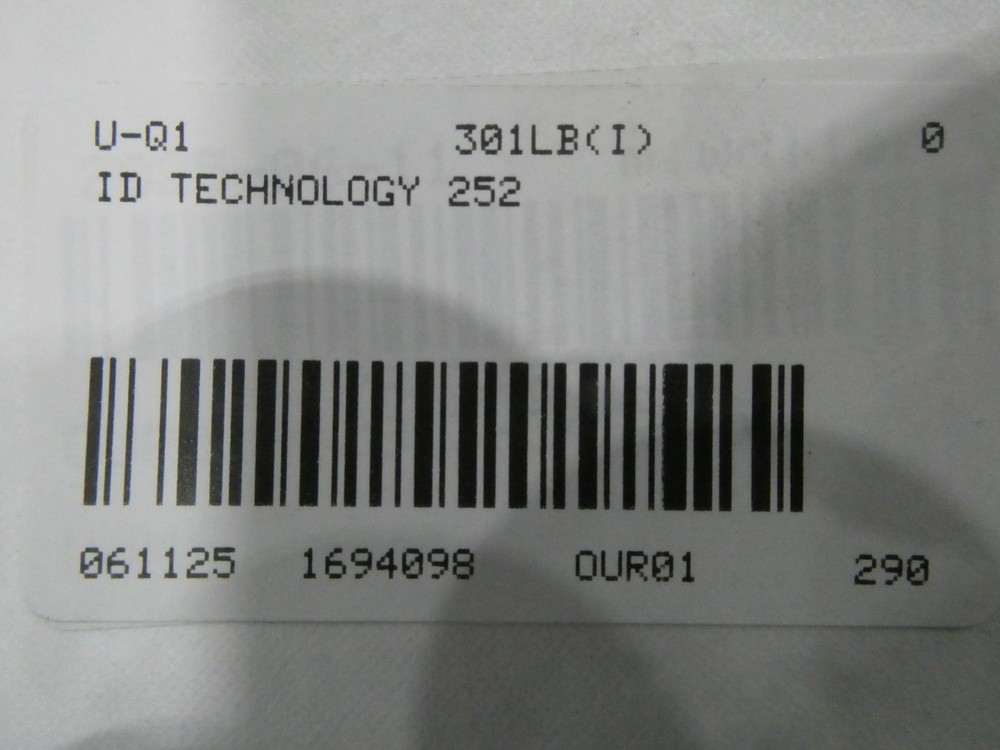 U-Q1 301LB(I) 0
ID TECHNOLOGY 252
061125 1694098 OUR01 290